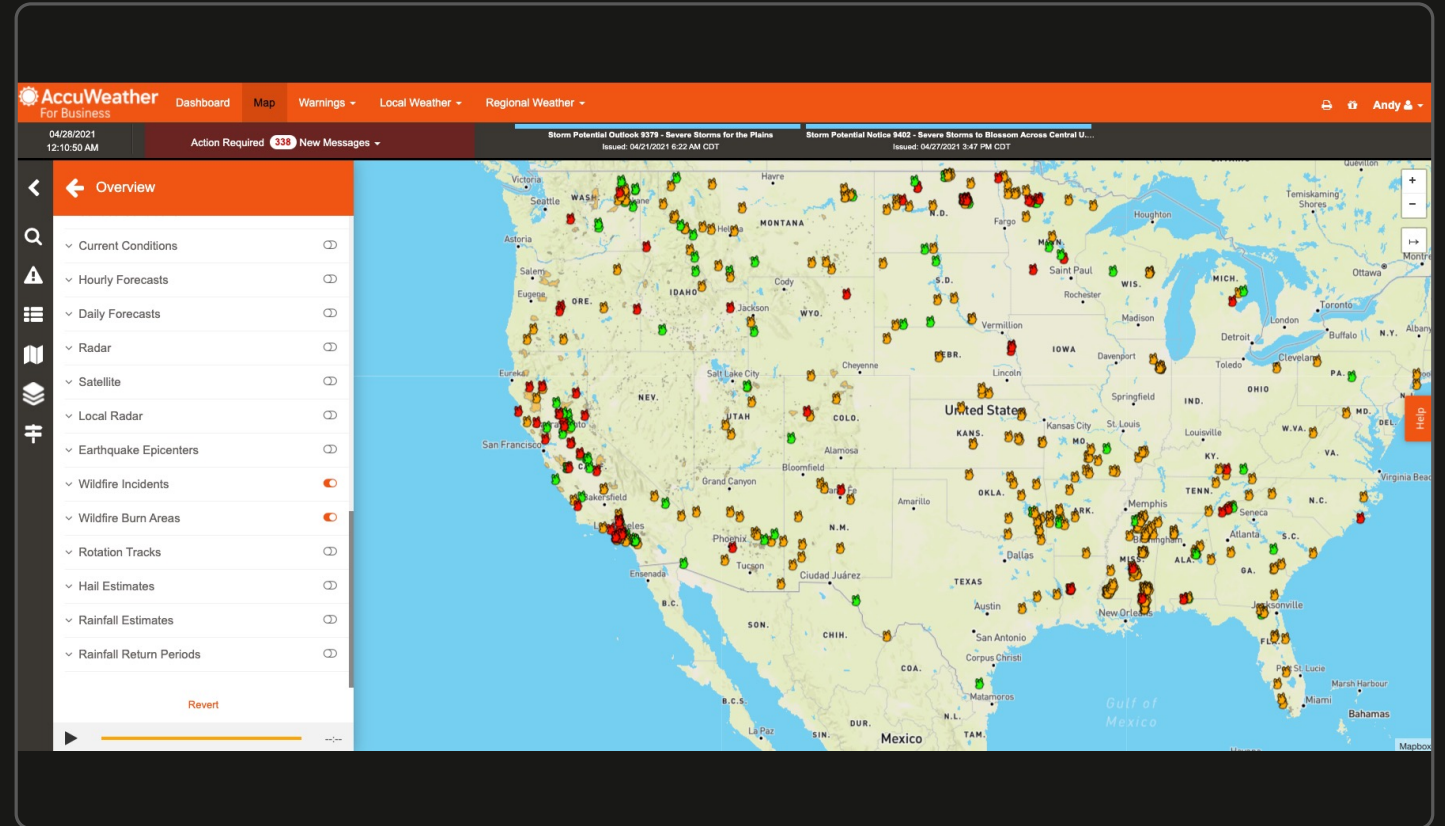 AccuWeather
For Business
Dashboard
Map
Warnings
Local Weather
Regional Weather
Andy
04/28/2021
12:10:50 AM
Action Required 338 New Messages
Storm Potential Outlook 9379 - Severe Storms for the Plains
Issued: 04/21/2021 6:22 AM CDT
Storm Potential Notice 9402 - Severe Storms to Blossom Across Central U....
Issued: 04/27/2021 3:47 PM CDT
Overview
Current Conditions
Hourly Forecasts
Daily Forecasts
Radar
Satellite
Local Radar
Earthquake Epicenters
Wildfire Incidents
Wildfire Burn Areas
Rotation Tracks
Hail Estimates
Rainfall Estimates
Rainfall Return Periods
Revert
--:--
+
−
Help
Quevillon
Temiskaming
Shores
Victoria
Seattle
WASH.
Havre
MONTANA
N.D.
Fargo
Houghton
Astoria
Ottawa
Salem
Eugene
ORE.
IDAHO
Cody
Jackson
WYO.
S.D.
Saint Paul
WIS.
Rochester
MICH.
Toronto
London
Madison
Detroit
Buffalo
N.Y.
Albany
Vermillion
IOWA
Davenport
Toledo
Eureka
Salt Lake City
Cheyenne
Lincoln
PA.
OHIO
NEV.
UTAH
COLO.
Springfield
IND.
United States
KANS.
Kansas City
St. Louis
MO.
MD.
DEL.
W.VA.
Louisville
KY.
VA.
San Francisco
Alamosa
Bloomfield
Grand Canyon
Virginia Beac
OKLA.
Amarillo
TENN.
N.C.
Memphis
Seneca
Phoenix
N.M.
ARK.
Atlanta
S.C.
Tucson
Dallas
MISS.
ALA.
GA.
Ensenada
Ciudad Juárez
TEXAS
B.C.
Austin
New Orleans
Jacksonville
SON.
CHIH.
San Antonio
Corpus Christi
COA.
Port St. Lucie
Marsh Harbour
Matamoros
Miami
Bahamas
B.C.S.
N.L.
Gulf of
Mexico
DUR.
La Paz
SIN.
Mexico
TAM.
Mapbox